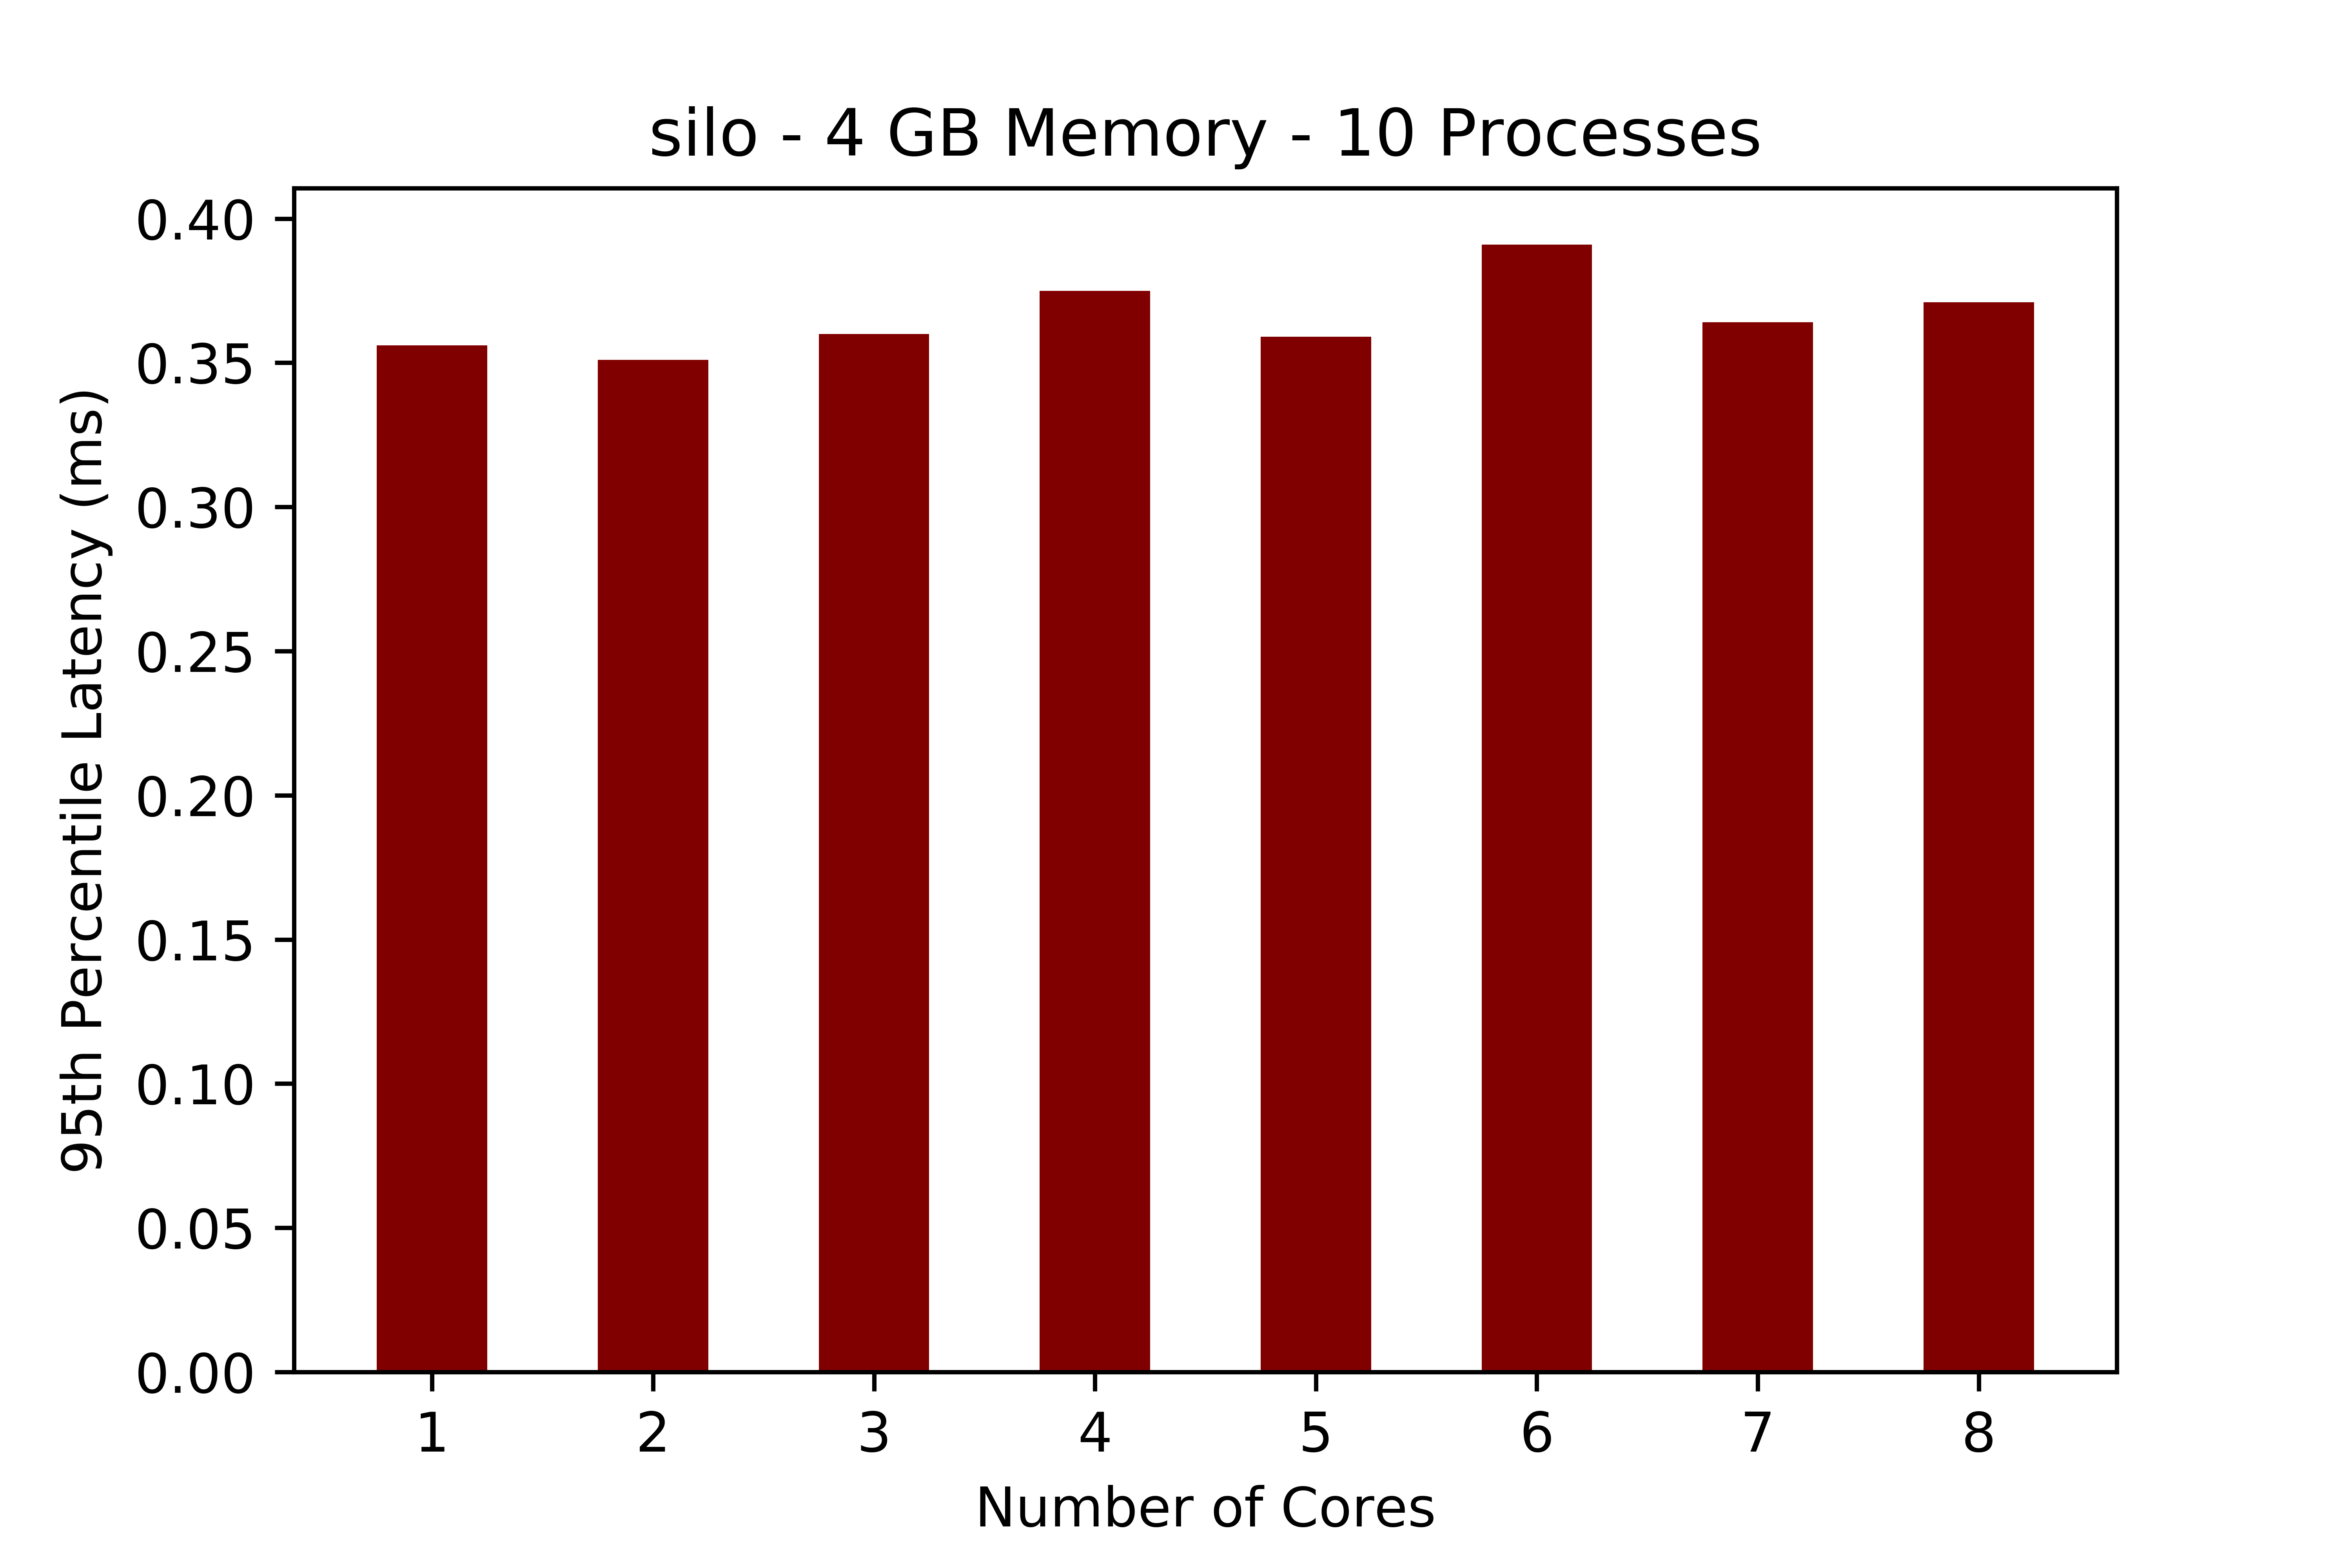 silo - 4 GB Memory - 10 Processes
95th Percentile Latency (ms)
0.40
0.35
0.30
0.25
0.20
0.15
0.10
0.05
0.00
1 2 3 4 5 6 7 8
Number of Cores